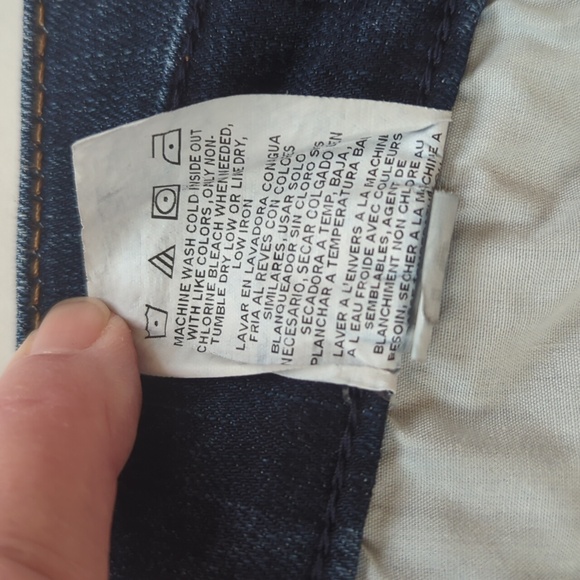 MACHINE WASH COLD INSIDE OUT
WITH LIKE COLORS, ONLY NON-
CHLORINE BLEACH WHEN NEEDED,
TUMBLE DRY LOW, OR LINE DRY,
LOW IRON
LAVAR EN LAVADORA CON AGUA
FRIA AL REVES CON COLORES
SIMILARES, USAR SOLO
BLANQUEADOR SIN CLORO SI ES
NECESARIO, SECAR COLGADO EN
SECADORA A TEMP, BAJA,
PLANCHAR A TEMPERATURA BAJA
LAVER A L'ENVERS A LA MACHINE
A L EAU FROIDE AVEC COULEURS
SEMBLABLES, AGENT DE
BLANCHIMENT NON CHLORE AU
BESOIN, SECHER A LA MACHINE A